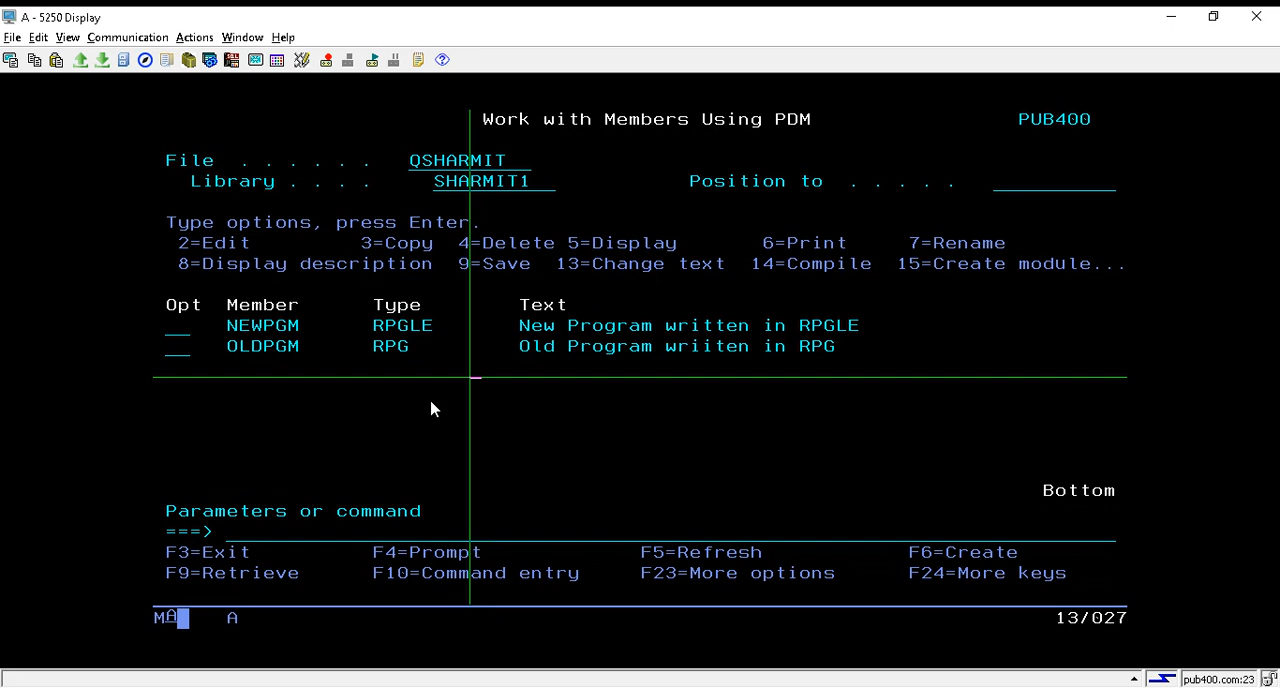 A - 5250 Display
File Edit View Communication Actions Window Help
Work with Members Using PDM PUB400
File . . . . . . QSHARMIT
Library . . . . SHARMIT1 Position to . . . . .
Type options, press Enter.
2=Edit 3=Copy 4=Delete 5=Display 6=Print 7=Rename
8=Display description 9=Save 13=Change text 14=Compile 15=Create module...
Opt Member Type Text
NEWPGM RPGLE New Program written in RPGLE
OLDPGM RPG Old Program wriiten in RPG
Bottom
Parameters or command
===>
F3=Exit F4=Prompt F5=Refresh F6=Create
F9=Retrieve F10=Command entry F23=More options F24=More keys
MA A 13/027
pub400.com:23